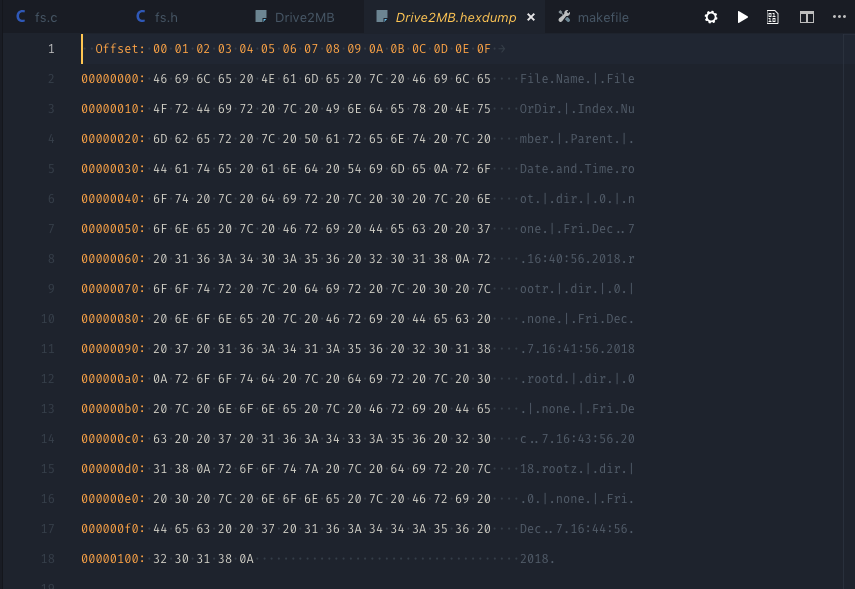 fs.c fs.h Drive2MB Drive2MB.hexdump × makefile
1 Offset: 00 01 02 03 04 05 06 07 08 09 0A 0B 0C 0D 0E 0F
2 00000000: 46 69 6C 65 20 4E 61 6D 65 20 7C 20 46 69 6C 65 File.Name.|.File
3 00000010: 4F 72 44 69 72 20 7C 20 49 6E 64 65 78 20 4E 75 OrDir.|.Index.Nu
4 00000020: 6D 62 65 72 20 7C 20 50 61 72 65 6E 74 20 7C 20 mber.|.Parent.|.
5 00000030: 44 61 74 65 20 61 6E 64 20 54 69 6D 65 0A 72 6F Date.and.Time.ro
6 00000040: 6F 74 20 7C 20 64 69 72 20 7C 20 30 20 7C 20 6E ot.|.dir.|.0.|.n
7 00000050: 6F 6E 65 20 7C 20 46 72 69 20 44 65 63 20 20 37 one.|.Fri.Dec..7
8 00000060: 20 31 36 3A 34 30 3A 35 36 20 32 30 31 38 0A 72 .16:40:56.2018.r
9 00000070: 6F 6F 74 72 20 7C 20 64 69 72 20 7C 20 30 20 7C ootr.|.dir.|.0.|
10 00000080: 20 6E 6F 6E 65 20 7C 20 46 72 69 20 44 65 63 20 .none.|.Fri.Dec.
11 00000090: 20 37 20 31 36 3A 34 31 3A 35 36 20 32 30 31 38 .7.16:41:56.2018
12 000000a0: 0A 72 6F 6F 74 64 20 7C 20 64 69 72 20 7C 20 30 .rootd.|.dir.|.0
13 000000b0: 20 7C 20 6E 6F 6E 65 20 7C 20 46 72 69 20 44 65 .|.none.|.Fri.De
14 000000c0: 63 20 20 37 20 31 36 3A 34 33 3A 35 36 20 32 30 c..7.16:43:56.20
15 000000d0: 31 38 0A 72 6F 6F 74 7A 20 7C 20 64 69 72 20 7C 18.rootz.|.dir.|
16 000000e0: 20 30 20 7C 20 6E 6F 6E 65 20 7C 20 46 72 69 20 .0.|.none.|.Fri.
17 000000f0: 44 65 63 20 20 37 20 31 36 3A 34 34 3A 35 36 20 Dec..7.16:44:56.
18 00000100: 32 30 31 38 0A 2018.
19